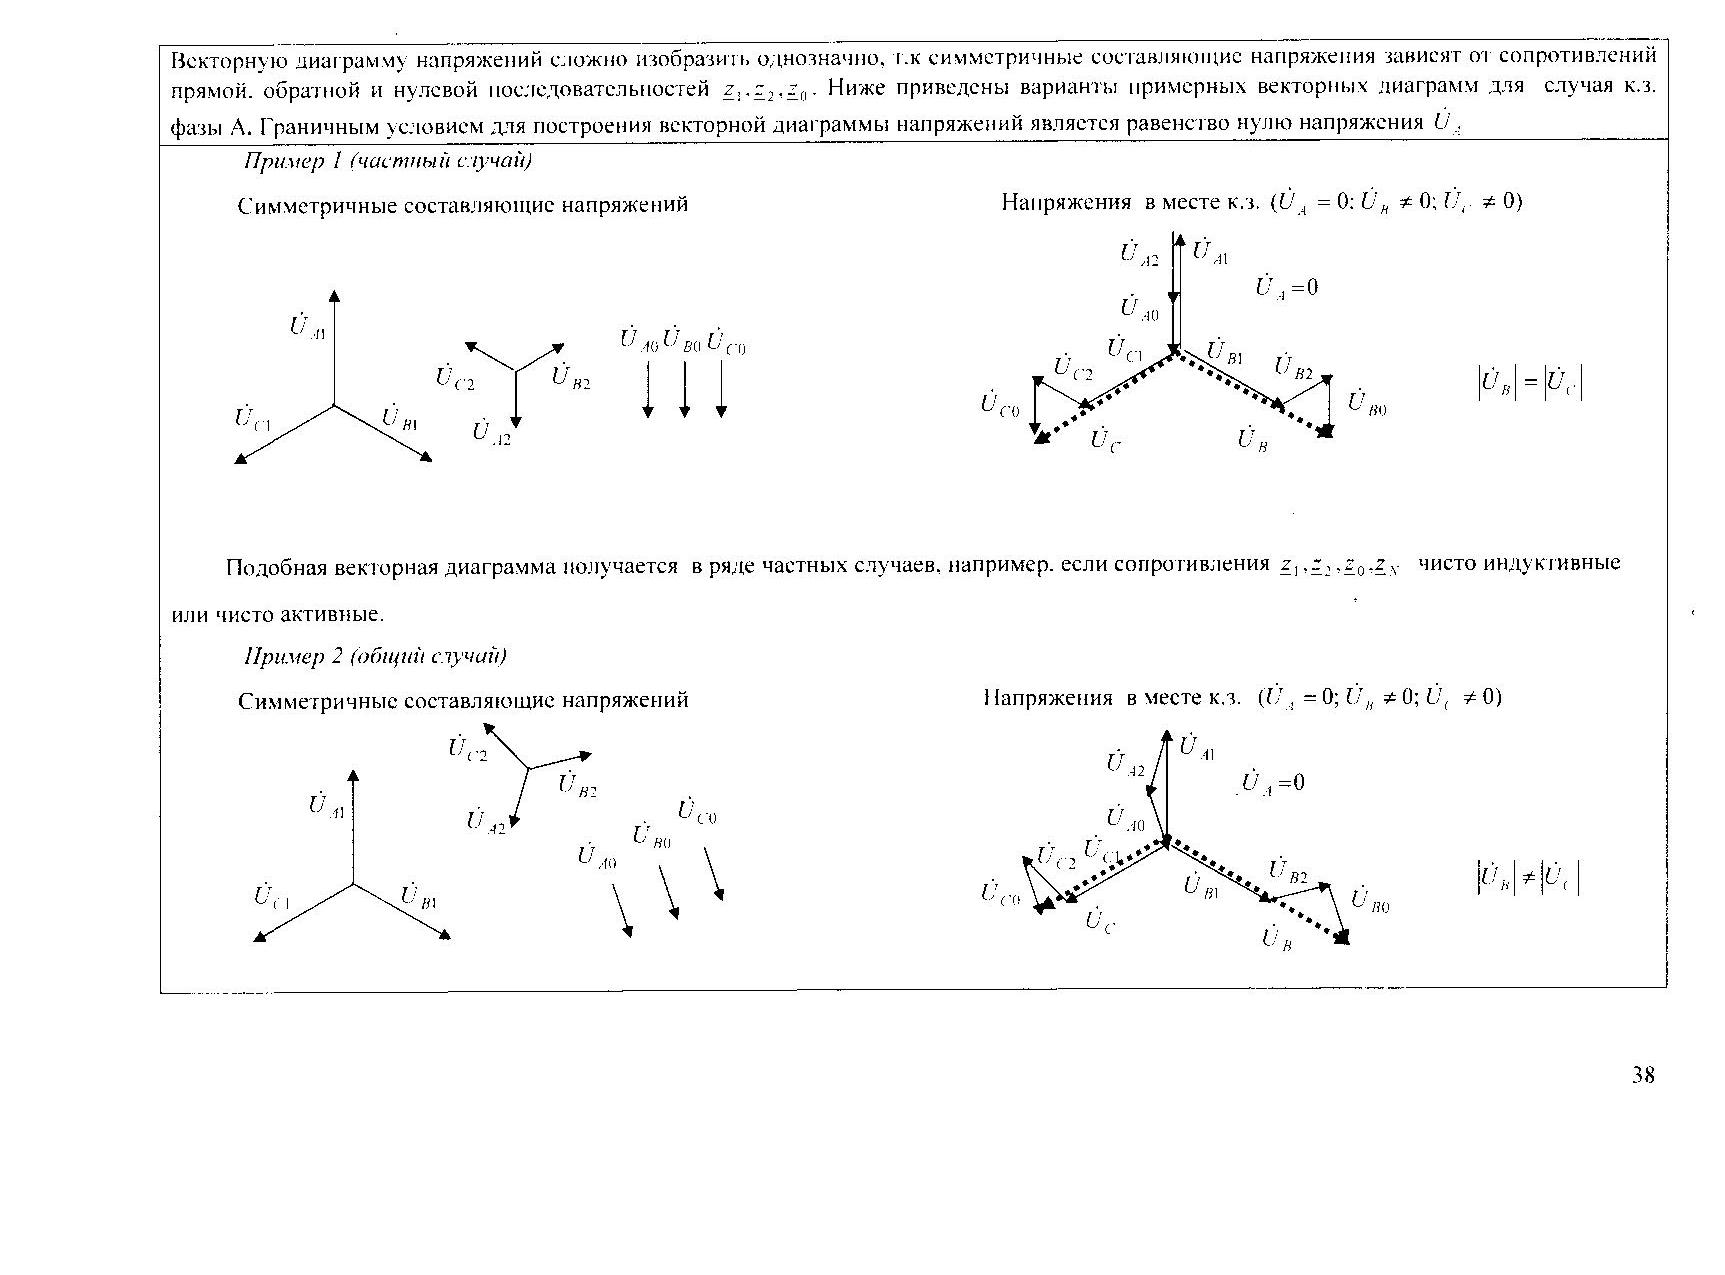 Векторную диаграмму напряжений сложно изобразить однозначно, т.к симметричные составляющие напряжения зависят от сопротивлений
прямой. обратной и нулевой последовательностей z1, z2, z0. Ниже приведены варианты примерных векторных диаграмм для случая к.з.
фазы А. Граничным условием для построения векторной диаграммы напряжений является равенство нулю напряжения U̇A
Пример 1 (частный случай)
Симметричные составляющие напряжений
Напряжения в месте к.з. (U̇A = 0; U̇B ≠ 0; U̇C ≠ 0)
U̇A1
U̇C1
U̇B1
U̇C2
U̇B2
U̇A2
U̇A0 U̇B0 U̇C0
U̇A2
U̇A1
U̇A=0
U̇A0
U̇C1
U̇B1
U̇C2
U̇B2
U̇C0
U̇B0
U̇C
U̇B
|U̇B| = |U̇C|
Подобная векторная диаграмма получается в ряде частных случаев, например. если сопротивления z1, z2, z0, zN чисто индуктивные
или чисто активные.
Пример 2 (общий случай)
Симметричные составляющие напряжений
Напряжения в месте к.з. (U̇A = 0; U̇B ≠ 0; U̇C ≠ 0)
U̇A1
U̇C1
U̇B1
U̇C2
U̇B2
U̇A2
U̇A0
U̇B0
U̇C0
U̇A1
U̇A2
U̇A=0
U̇A0
U̇C2
U̇C1
U̇C0
U̇B1
U̇B2
U̇B0
U̇C
U̇B
|U̇B| ≠ |U̇C|
38